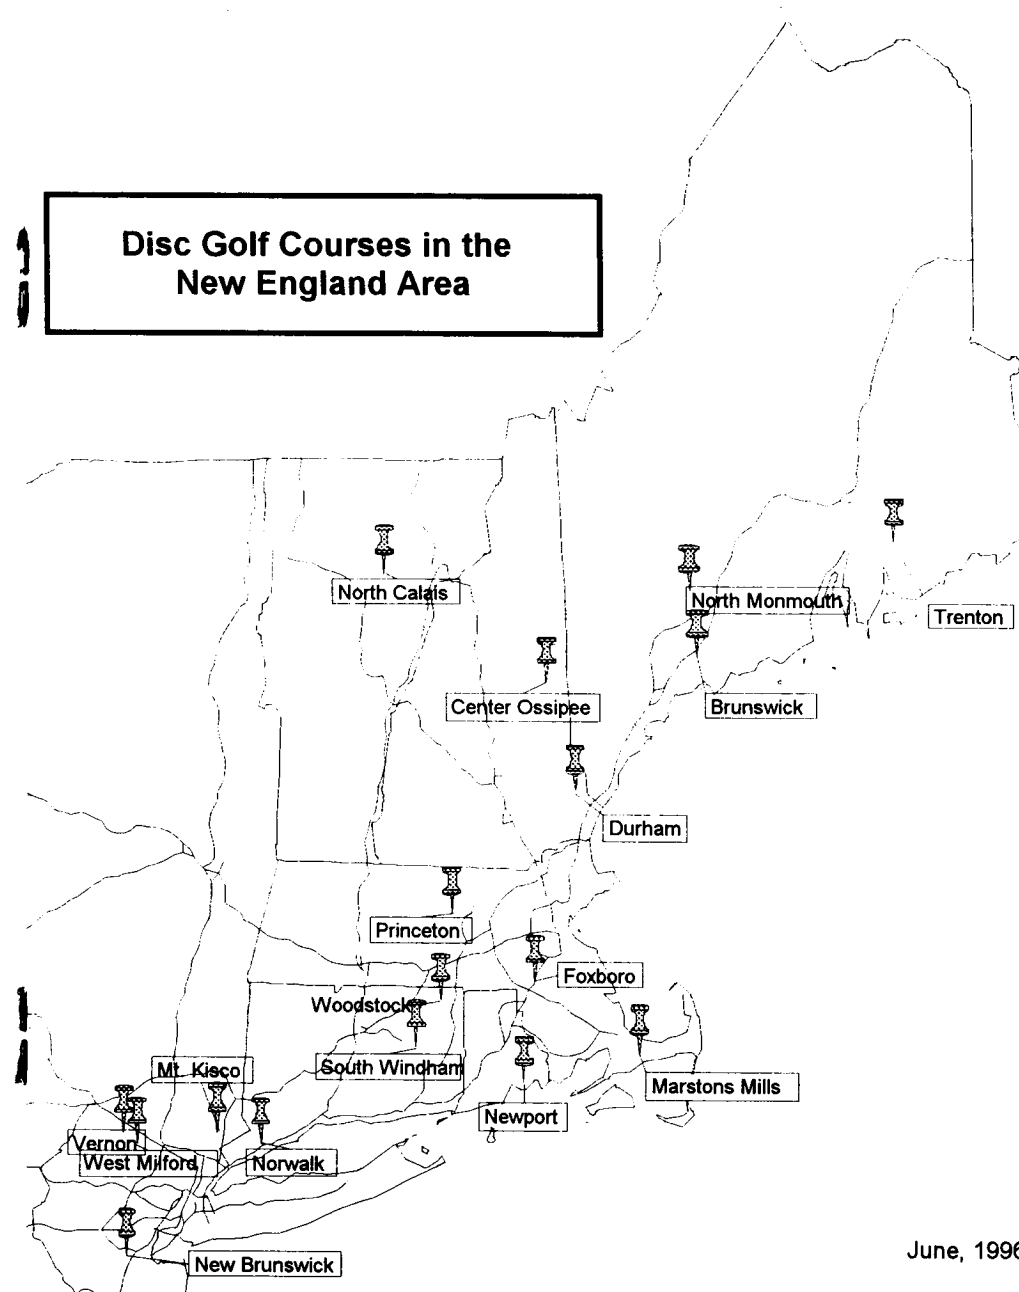 Disc Golf Courses in the
New England Area
North Calais
North Monmouth
Trenton
Center Ossipee
Brunswick
Durham
Princeton
Foxboro
Woodstock
South Windham
Mt. Kisco
Marstons Mills
Newport
Vernon
West Milford
Norwalk
New Brunswick
June, 1996